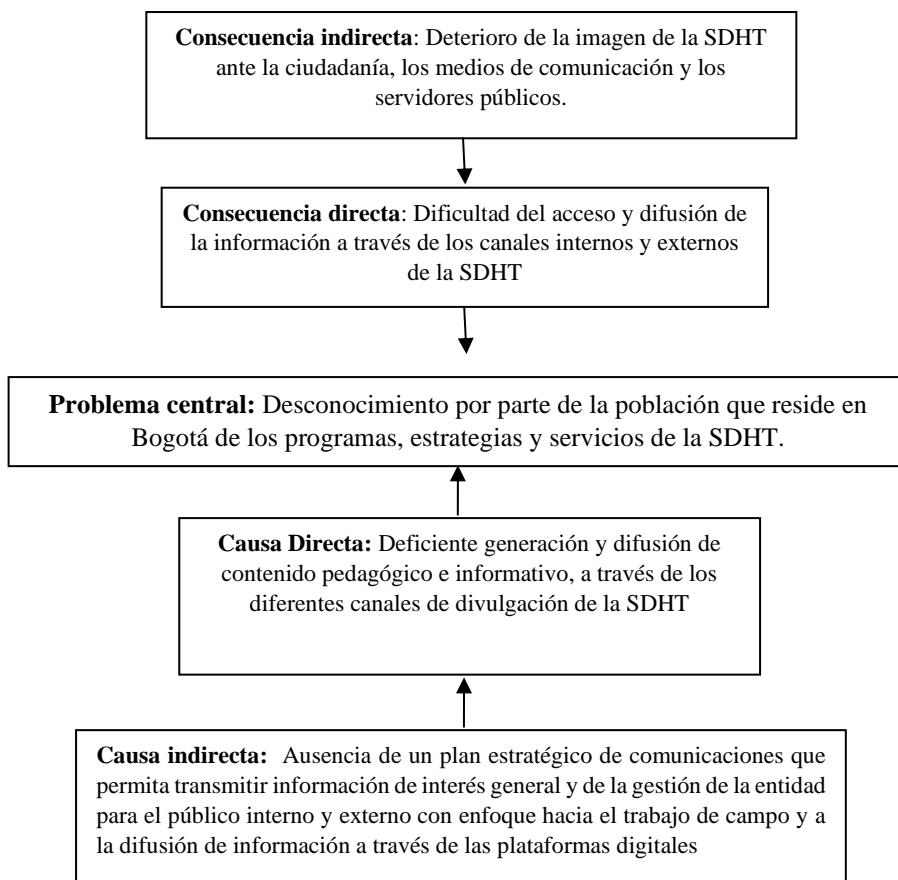 Consecuencia indirecta: Deterioro de la imagen de la SDHT
ante la ciudadanía, los medios de comunicación y los
servidores públicos.
Consecuencia directa: Dificultad del acceso y difusión de
la información a través de los canales internos y externos
de la SDHT
Problema central: Desconocimiento por parte de la población que reside en
Bogotá de los programas, estrategias y servicios de la SDHT.
Causa Directa: Deficiente generación y difusión de
contenido pedagógico e informativo, a través de los
diferentes canales de divulgación de la SDHT
Causa indirecta: Ausencia de un plan estratégico de comunicaciones que
permita transmitir información de interés general y de la gestión de la entidad
para el público interno y externo con enfoque hacia el trabajo de campo y a
la difusión de información a través de las plataformas digitales